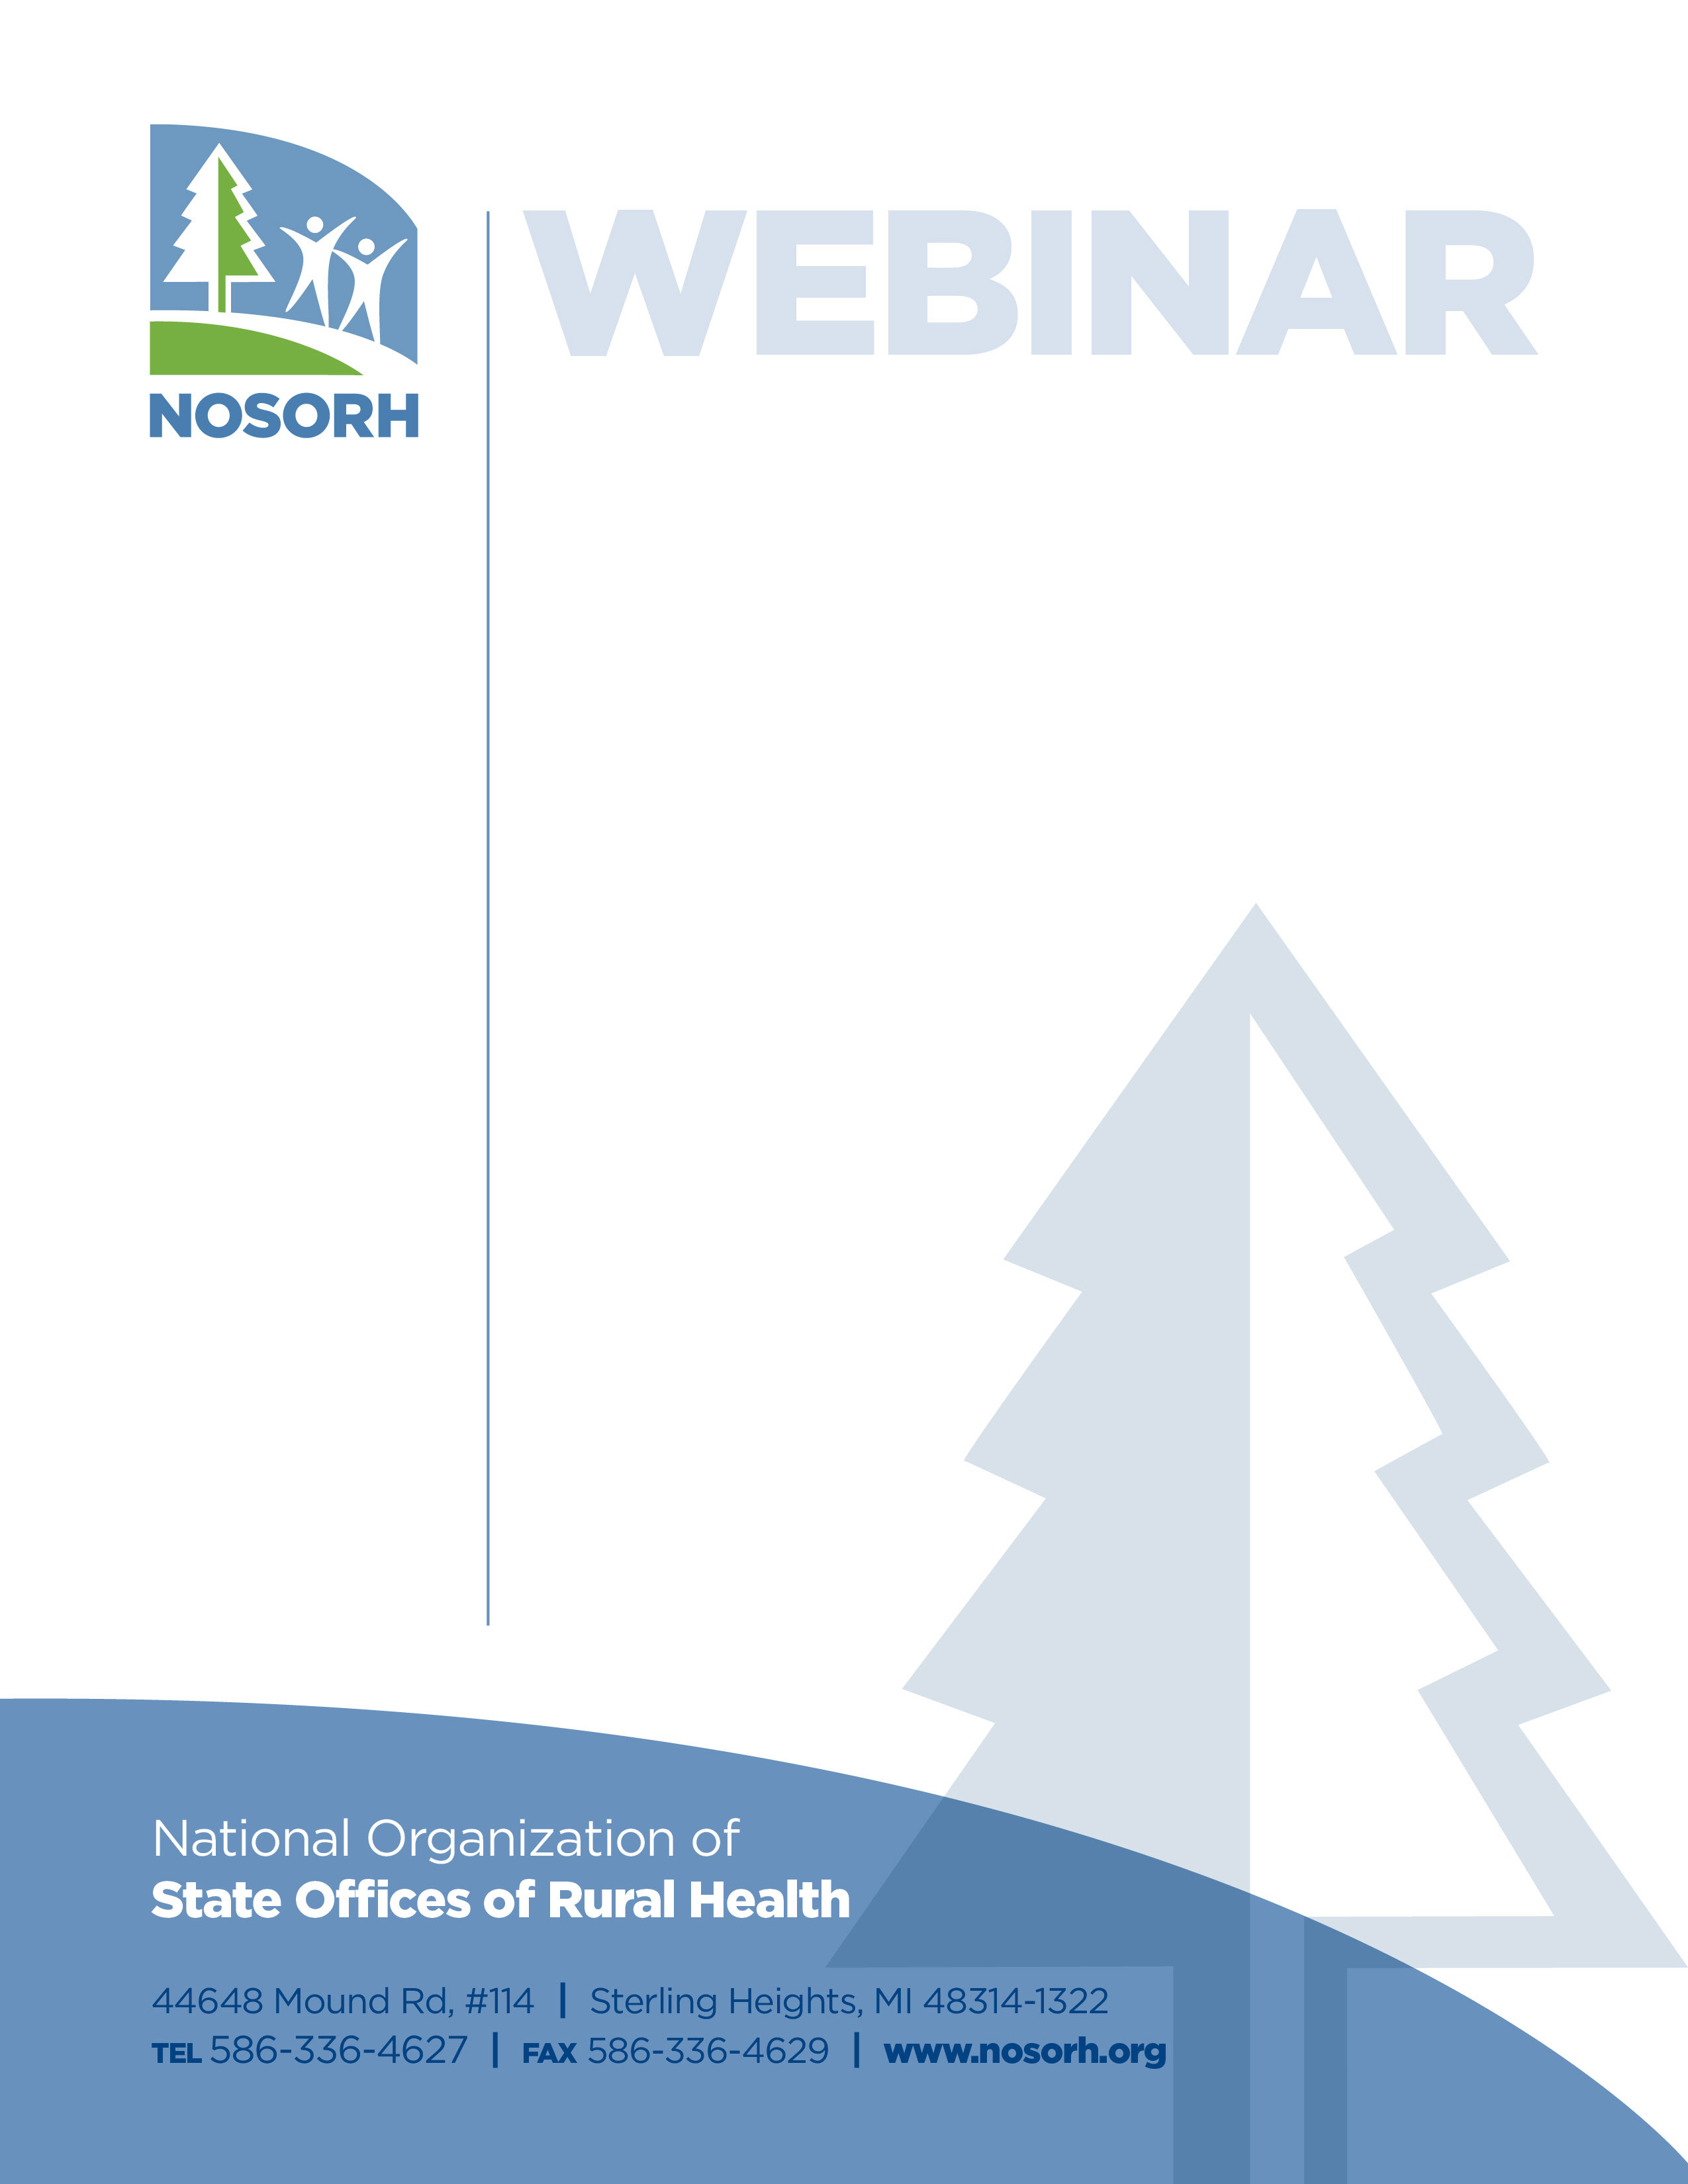 NOSORH
WEBINAR
National Organization of
State Offices of Rural Health
44648 Mound Rd, #114 | Sterling Heights, MI 48314-1322
TEL 586-336-4627 | FAX 586-336-4629 | www.nosorh.org